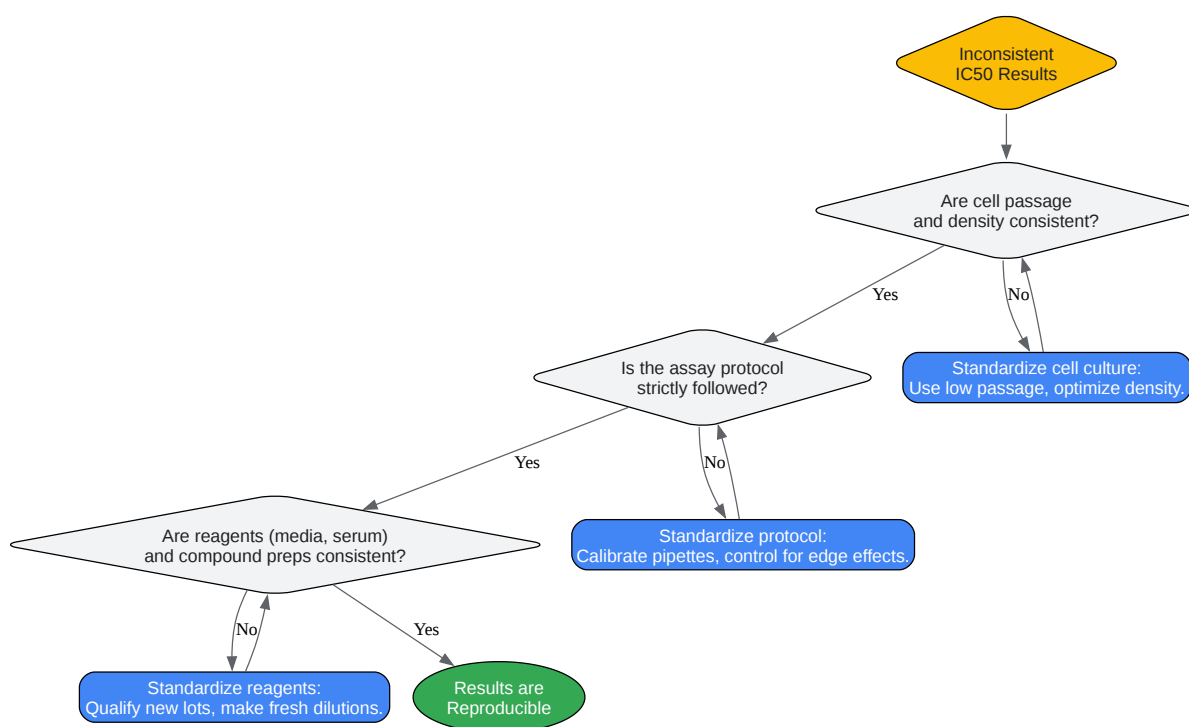 Inconsistent
IC50 Results
Are cell passage
and density consistent?
Yes
No
Standardize cell culture:
Use low passage, optimize density.
Is the assay protocol
strictly followed?
Yes
No
Standardize protocol:
Calibrate pipettes, control for edge effects.
Are reagents (media, serum)
and compound preps consistent?
No
Yes
Standardize reagents:
Qualify new lots, make fresh dilutions.
Results are
Reproducible